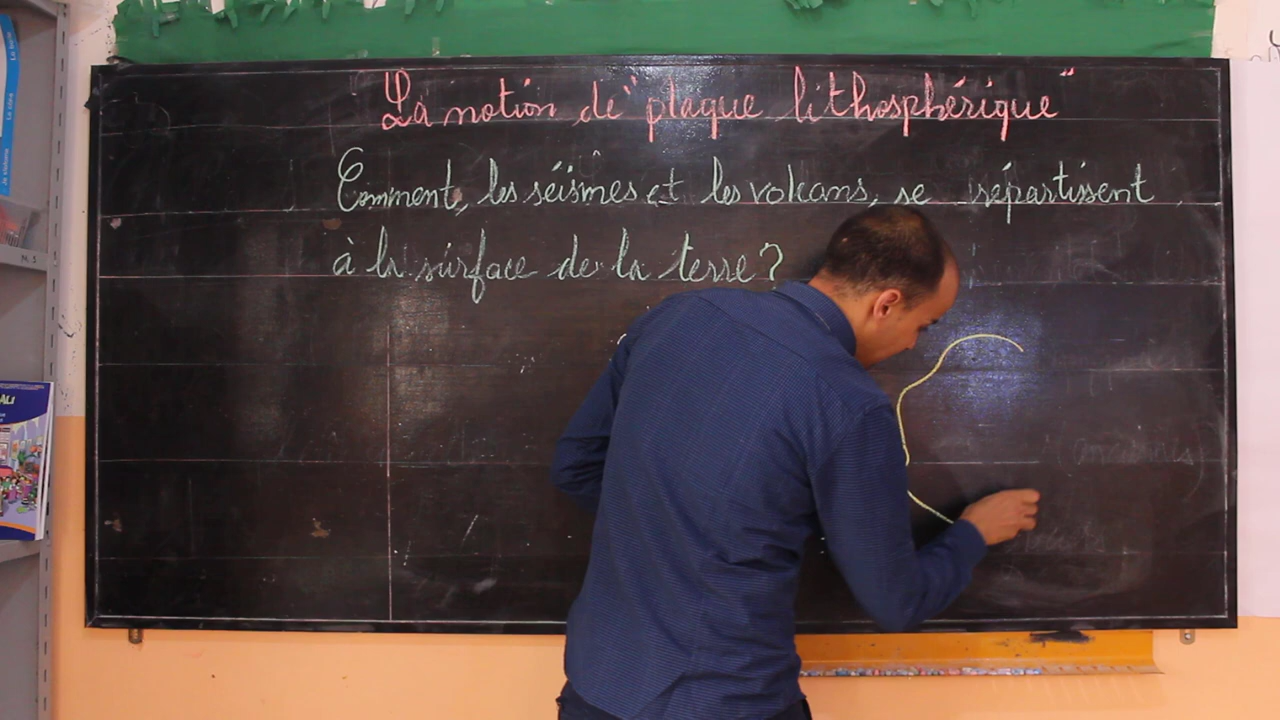 La notion de "plaque lithosphérique"
Comment, les séismes et les volcans, se répartissent
à la surface de la terre?